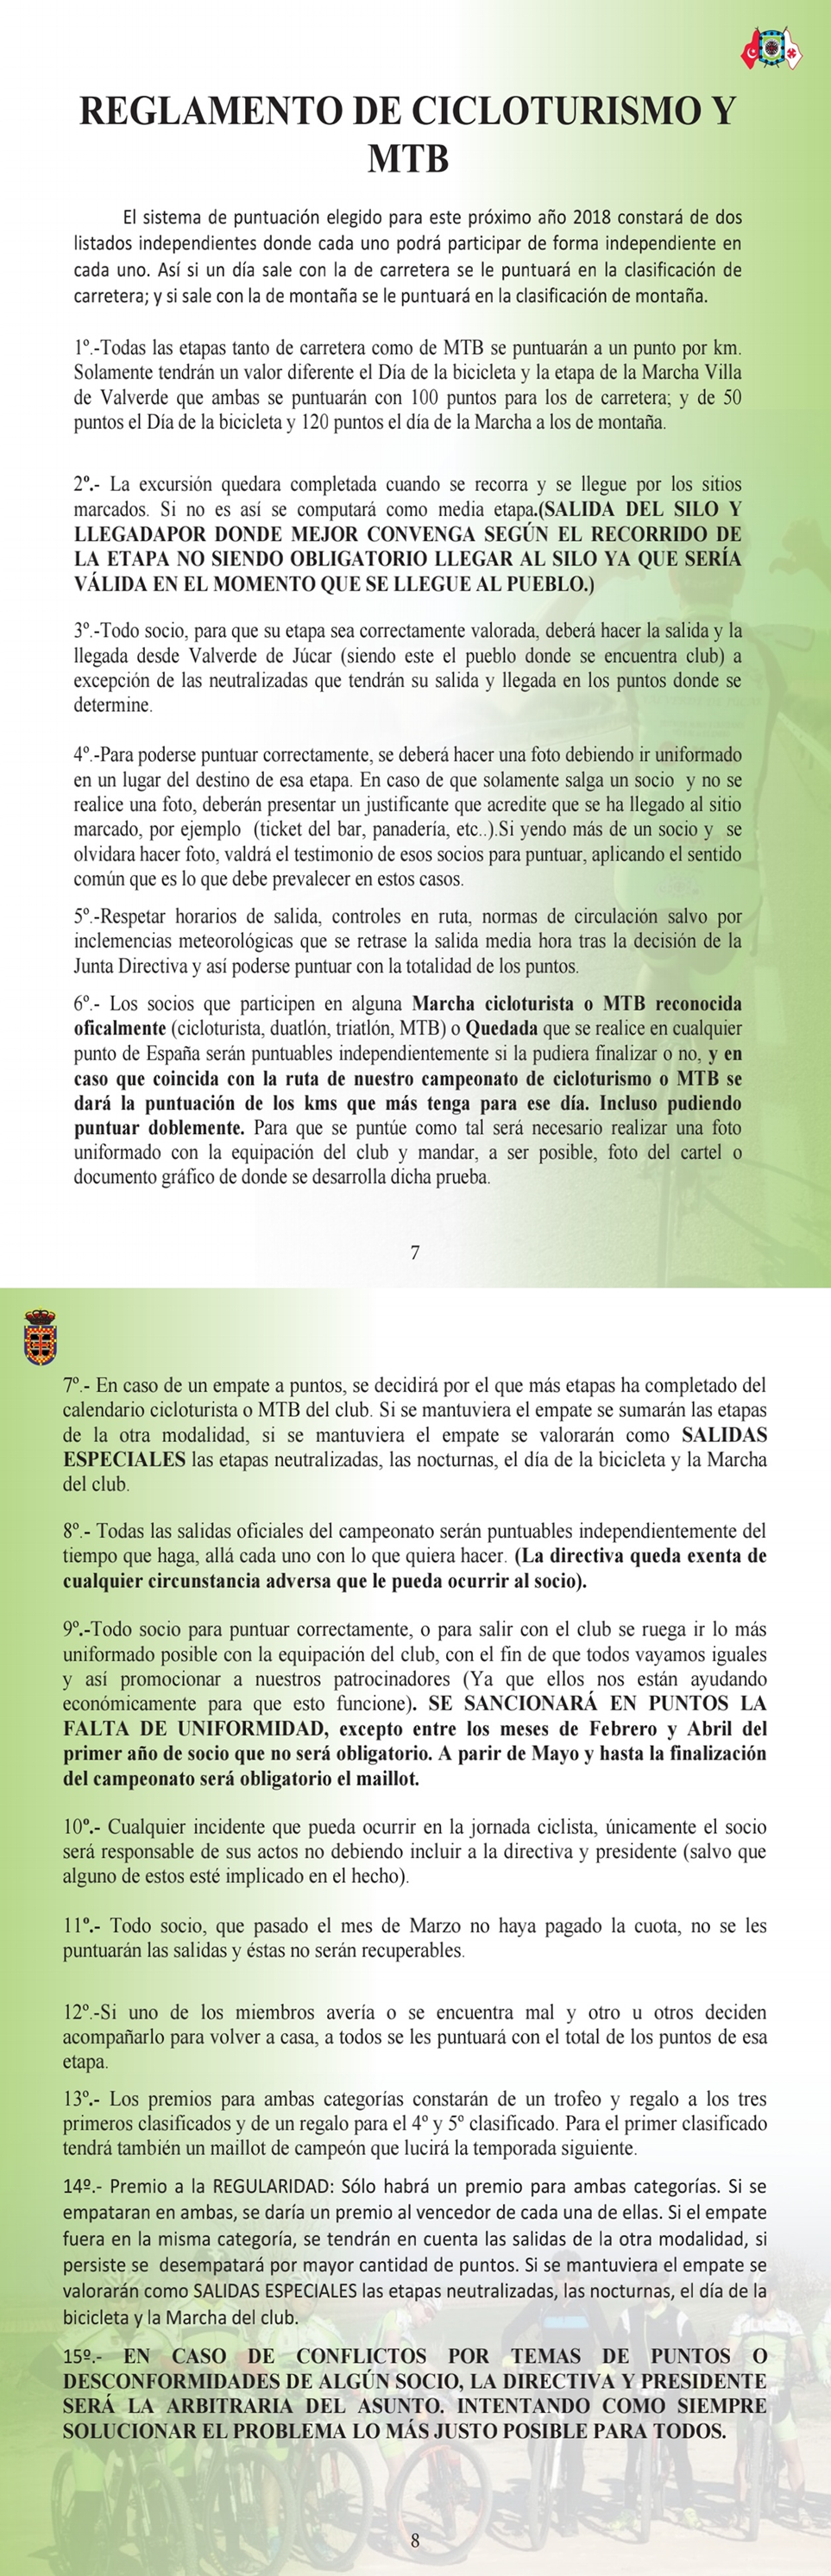 REGLAMENTO DE CICLOTURISMO Y
MTB
El sistema de puntuación elegido para este próximo año 2018 constará de dos
listados independientes donde cada uno podrá participar de forma independiente en
cada uno. Así si un día sale con la de carretera se le puntuará en la clasificación de
carretera; y si sale con la de montaña se le puntuará en la clasificación de montaña.
1º.-Todas las etapas tanto de carretera como de MTB se puntuarán a un punto por km.
Solamente tendrán un valor diferente el Día de la bicicleta y la etapa de la Marcha Villa
de Valverde que ambas se puntuarán con 100 puntos para los de carretera; y de 50
puntos el Día de la bicicleta y 120 puntos el día de la Marcha a los de montaña.
2º.- La excursión quedara completada cuando se recorra y se llegue por los sitios
marcados. Si no es así se computará como media etapa.(SALIDA DEL SILO Y
LLEGADAPOR DONDE MEJOR CONVENGA SEGÚN EL RECORRIDO DE
LA ETAPA NO SIENDO OBLIGATORIO LLEGAR AL SILO YA QUE SERÍA
VÁLIDA EN EL MOMENTO QUE SE LLEGUE AL PUEBLO.)
3º.-Todo socio, para que su etapa sea correctamente valorada, deberá hacer la salida y la
llegada desde Valverde de Júcar (siendo este el pueblo donde se encuentra club) a
excepción de las neutralizadas que tendrán su salida y llegada en los puntos donde se
determine.
4º.-Para poderse puntuar correctamente, se deberá hacer una foto debiendo ir uniformado
en un lugar del destino de esa etapa. En caso de que solamente salga un socio y no se
realice una foto, deberán presentar un justificante que acredite que se ha llegado al sitio
marcado, por ejemplo (ticket del bar, panadería, etc..).Si yendo más de un socio y se
olvidara hacer foto, valdrá el testimonio de esos socios para puntuar, aplicando el sentido
común que es lo que debe prevalecer en estos casos.
5º.-Respetar horarios de salida, controles en ruta, normas de circulación salvo por
inclemencias meteorológicas que se retrase la salida media hora tras la decisión de la
Junta Directiva y así poderse puntuar con la totalidad de los puntos.
6º.- Los socios que participen en alguna Marcha cicloturista o MTB reconocida
oficalmente (cicloturista, duatlón, triatlón, MTB) o Quedada que se realice en cualquier
punto de España serán puntuables independientemente si la pudiera finalizar o no, y en
caso que coincida con la ruta de nuestro campeonato de cicloturismo o MTB se
dará la puntuación de los kms que más tenga para ese día. Incluso pudiendo
puntuar doblemente. Para que se puntúe como tal será necesario realizar una foto
uniformado con la equipación del club y mandar, a ser posible, foto del cartel o
documento gráfico de donde se desarrolla dicha prueba.
7
7º.- En caso de un empate a puntos, se decidirá por el que más etapas ha completado del
calendario cicloturista o MTB del club. Si se mantuviera el empate se sumarán las etapas
de la otra modalidad, si se mantuviera el empate se valorarán como SALIDAS
ESPECIALES las etapas neutralizadas, las nocturnas, el día de la bicicleta y la Marcha
del club.
8º.- Todas las salidas oficiales del campeonato serán puntuables independientemente del
tiempo que haga, allá cada uno con lo que quiera hacer. (La directiva queda exenta de
cualquier circunstancia adversa que le pueda ocurrir al socio).
9º.-Todo socio para puntuar correctamente, o para salir con el club se ruega ir lo más
uniformado posible con la equipación del club, con el fin de que todos vayamos iguales
y así promocionar a nuestros patrocinadores (Ya que ellos nos están ayudando
económicamente para que esto funcione). SE SANCIONARÁ EN PUNTOS LA
FALTA DE UNIFORMIDAD, excepto entre los meses de Febrero y Abril del
primer año de socio que no será obligatorio. A parir de Mayo y hasta la finalización
del campeonato será obligatorio el maillot.
10º.- Cualquier incidente que pueda ocurrir en la jornada ciclista, únicamente el socio
será responsable de sus actos no debiendo incluir a la directiva y presidente (salvo que
alguno de estos esté implicado en el hecho).
11º.- Todo socio, que pasado el mes de Marzo no haya pagado la cuota, no se les
puntuarán las salidas y éstas no serán recuperables.
12º.-Si uno de los miembros avería o se encuentra mal y otro u otros deciden
acompañarlo para volver a casa, a todos se les puntuará con el total de los puntos de esa
etapa.
13º.- Los premios para ambas categorías constarán de un trofeo y regalo a los tres
primeros clasificados y de un regalo para el 4º y 5º clasificado. Para el primer clasificado
tendrá también un maillot de campeón que lucirá la temporada siguiente.
14º.- Premio a la REGULARIDAD: Sólo habrá un premio para ambas categorías. Si se
empataran en ambas, se daría un premio al vencedor de cada una de ellas. Si el empate
fuera en la misma categoría, se tendrán en cuenta las salidas de la otra modalidad, si
persiste se desempatará por mayor cantidad de puntos. Si se mantuviera el empate se
valorarán como SALIDAS ESPECIALES las etapas neutralizadas, las nocturnas, el día de la
bicicleta y la Marcha del club.
15º.- EN CASO DE CONFLICTOS POR TEMAS DE PUNTOS O
DESCONFORMIDADES DE ALGÚN SOCIO, LA DIRECTIVA Y PRESIDENTE
SERÁ LA ARBITRARIA DEL ASUNTO. INTENTANDO COMO SIEMPRE
SOLUCIONAR EL PROBLEMA LO MÁS JUSTO POSIBLE PARA TODOS.
8